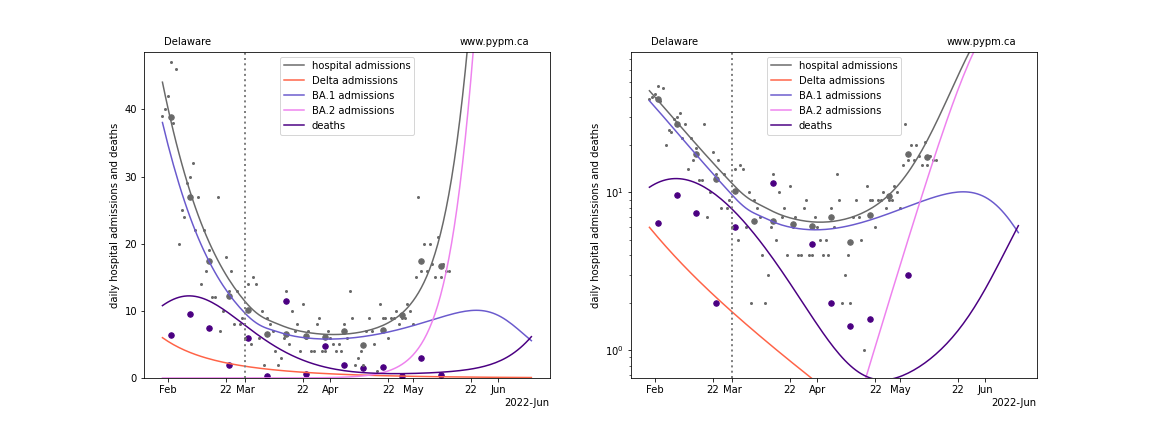 Delaware www.pypm.ca
hospital admissions
Delta admissions
BA.1 admissions
BA.2 admissions
deaths
daily hospital admissions and deaths
40
30
20
10
0
Feb 22 Mar 22 Apr 22 May 22 Jun
2022-Jun
Delaware www.pypm.ca
hospital admissions
Delta admissions
BA.1 admissions
BA.2 admissions
deaths
daily hospital admissions and deaths
10¹
10⁰
Feb 22 Mar 22 Apr 22 May 22 Jun
2022-Jun